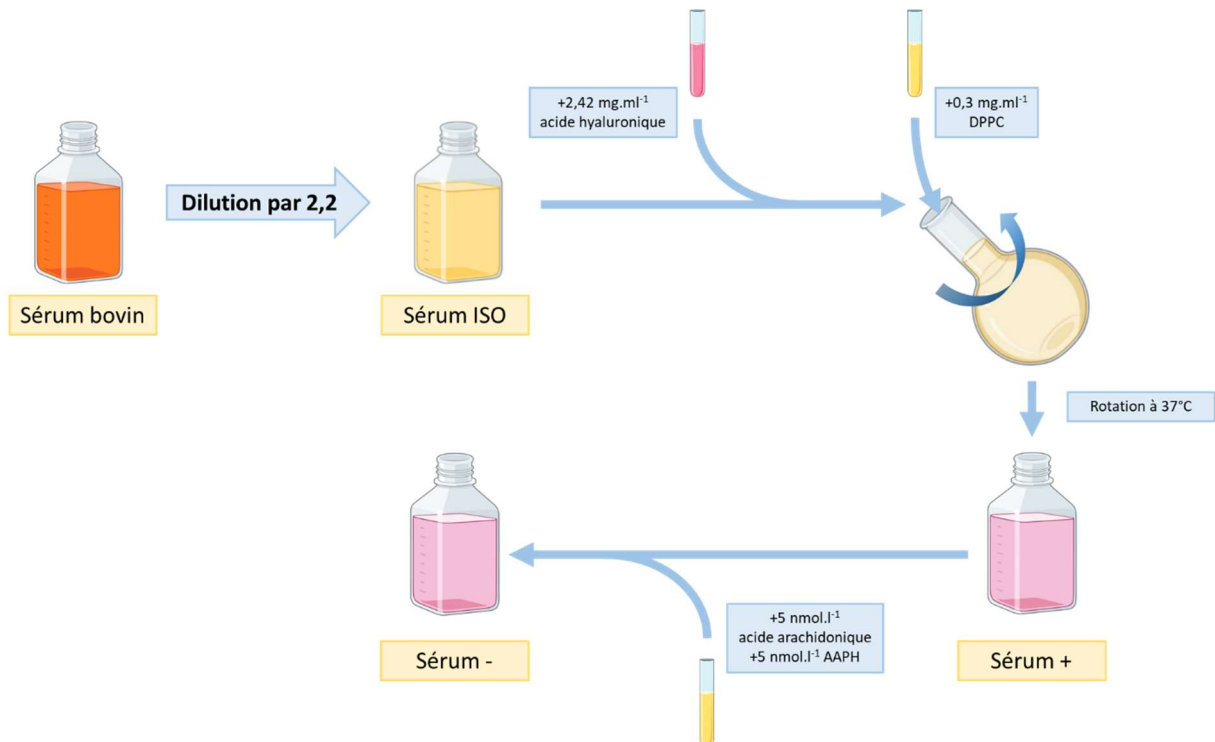 +2,42 mg.ml⁻¹
acide hyaluronique
+0,3 mg.ml⁻¹
DPPC
Dilution par 2,2
Sérum bovin
Sérum ISO
Rotation à 37°C
+5 nmol.l⁻¹
acide arachidonique
+5 nmol.l⁻¹ AAPH
Sérum -
Sérum +